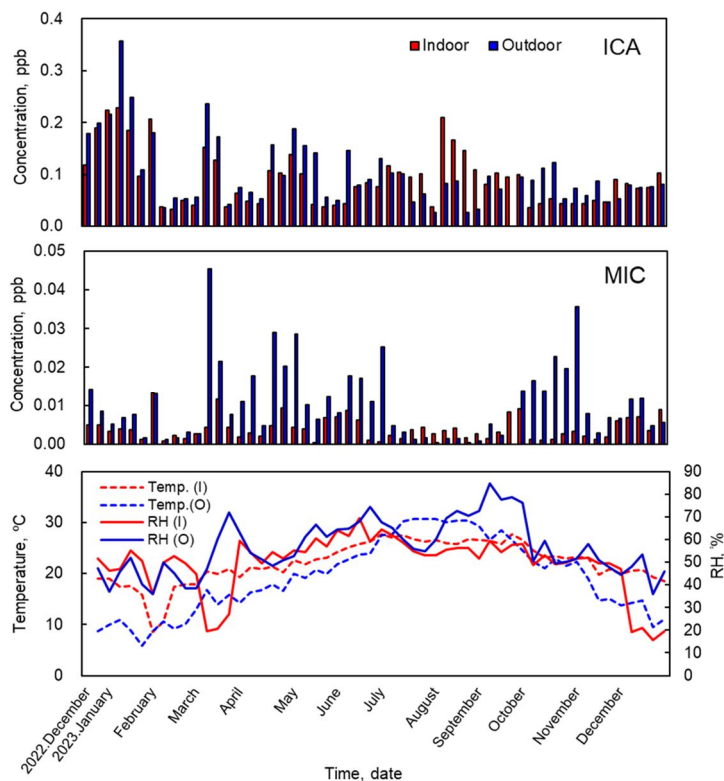 0.4
0.3
0.2
0.1
0.0
Concentration, ppb
Indoor Outdoor
ICA
0.05
0.04
0.03
0.02
0.01
0.00
Concentration, ppb
MIC
40
30
20
10
0
Temperature, ºC
Temp. (I)
Temp.(O)
RH (I)
RH (O)
90
80
70
60
50
40
30
20
10
0
RH. %
2022.December
2023.January
February
March
April
May
June
July
August
September
October
November
December
Time, date